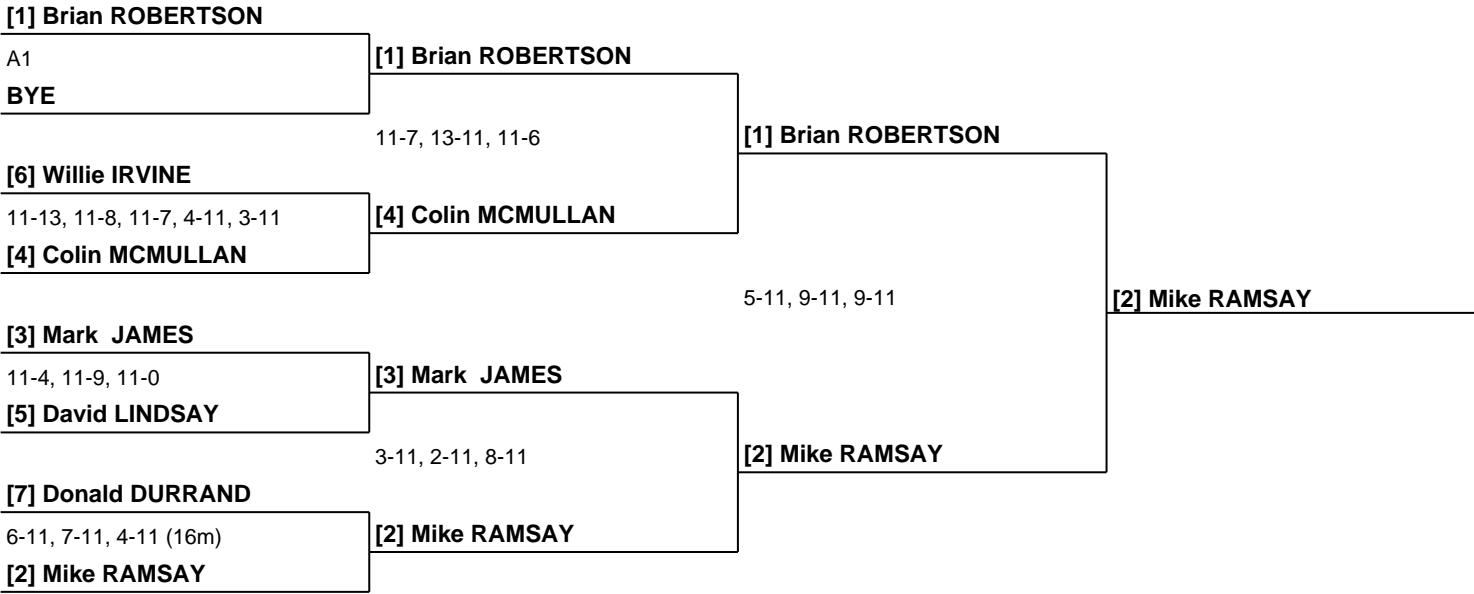 [1] Brian ROBERTSON
A1
BYE
[1] Brian ROBERTSON
11-7, 13-11, 11-6
[6] Willie IRVINE
11-13, 11-8, 11-7, 4-11, 3-11
[4] Colin MCMULLAN
[4] Colin MCMULLAN
[1] Brian ROBERTSON
5-11, 9-11, 9-11
[2] Mike RAMSAY
[3] Mark  JAMES
11-4, 11-9, 11-0
[5] David LINDSAY
[3] Mark  JAMES
3-11, 2-11, 8-11
[2] Mike RAMSAY
[7] Donald DURRAND
6-11, 7-11, 4-11 (16m)
[2] Mike RAMSAY
[2] Mike RAMSAY